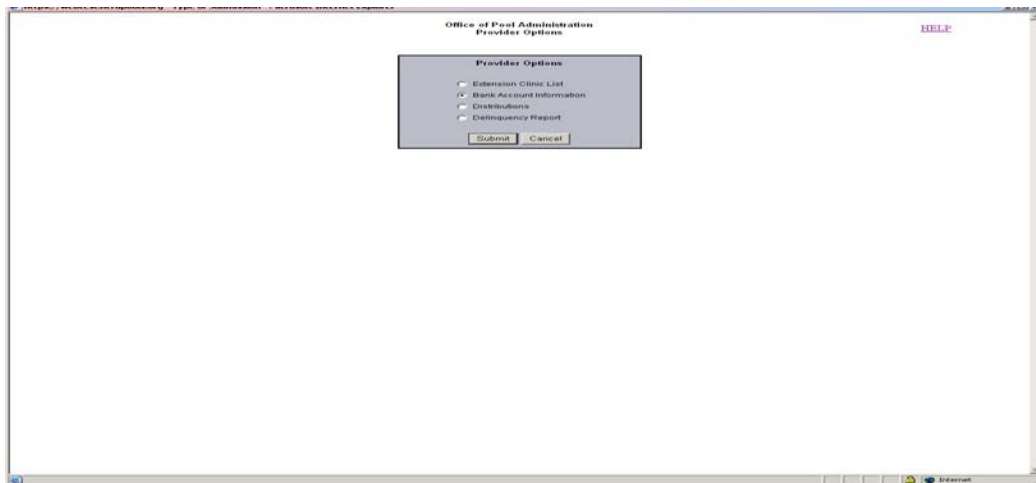 Office of Pool Administration
Provider Options
HELP
Provider Options
Extension Clinic List
Bank Account Information
Distributions
Delinquency Report
Submit Cancel
Internet